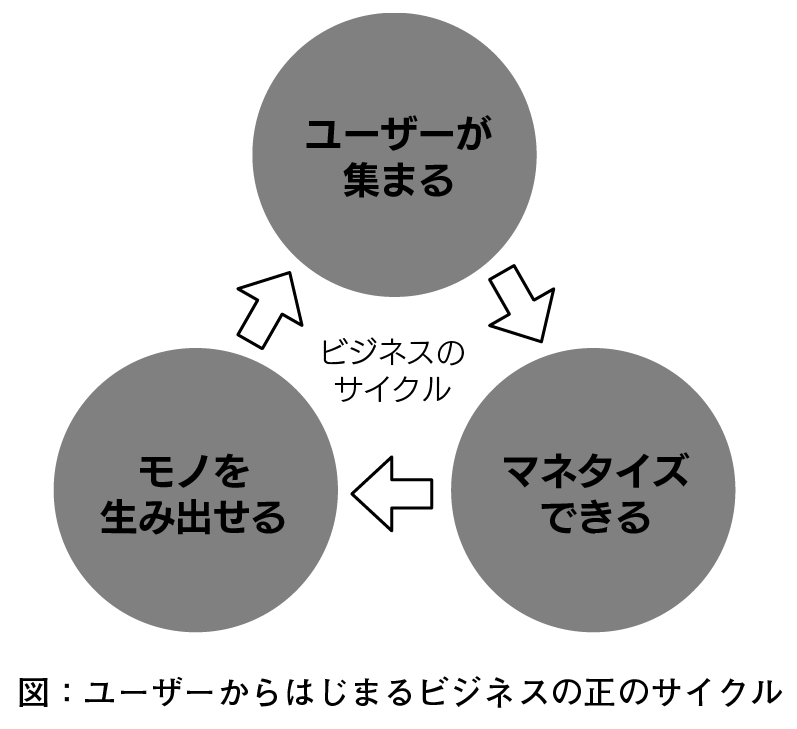 ユーザーが
集まる
ビジネスの
サイクル
モノを
生み出せる
マネタイズ
できる
図：ユーザーからはじまるビジネスの正のサイクル